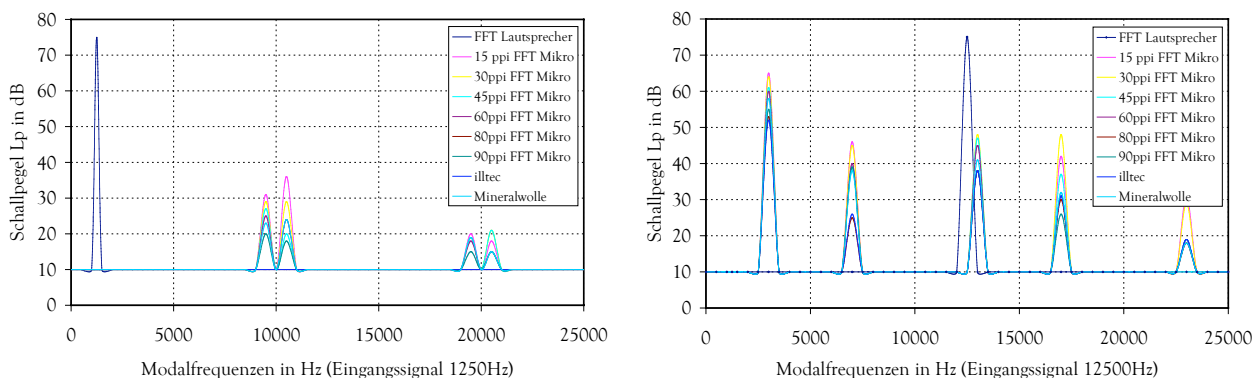 Schallpegel Lp in dB
80
70
60
50
40
30
20
10
0
0
5000
10000
15000
20000
25000
Modalfrequenzen in Hz (Eingangssignal 1250Hz)
FFT Lautsprecher
15 ppi FFT Mikro
30ppi FFT Mikro
45ppi FFT Mikro
60ppi FFT Mikro
80ppi FFT Mikro
90ppi FFT Mikro
illtec
Mineralwolle
Schallpegel Lp in dB
80
70
60
50
40
30
20
10
0
0
5000
10000
15000
20000
25000
Modalfrequenzen in Hz (Eingangssignal 12500Hz)
FFT Lautsprecher
15 ppi FFT Mikro
30ppi FFT Mikro
45ppi FFT Mikro
60ppi FFT Mikro
80ppi FFT Mikro
90ppi FFT Mikro
illtec
Mineralwolle